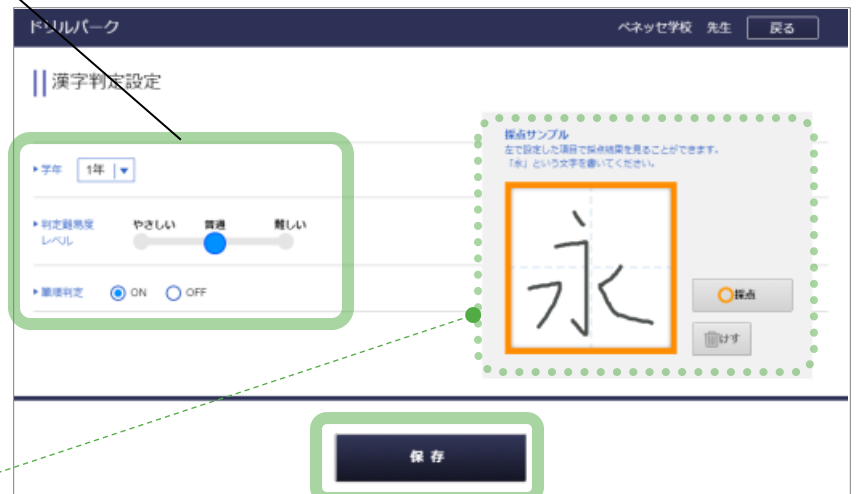 ドリルパーク
ベネッセ学校 先生 戻る
漢字判定設定
学年 1年
判定難易度
レベル
やさしい 普通 難しい
筆順判定 ON OFF
採点サンプル
左で設定した項目で採点結果を見ることができます。
「永」という文字を書いてください。
永
採点
けす
保存